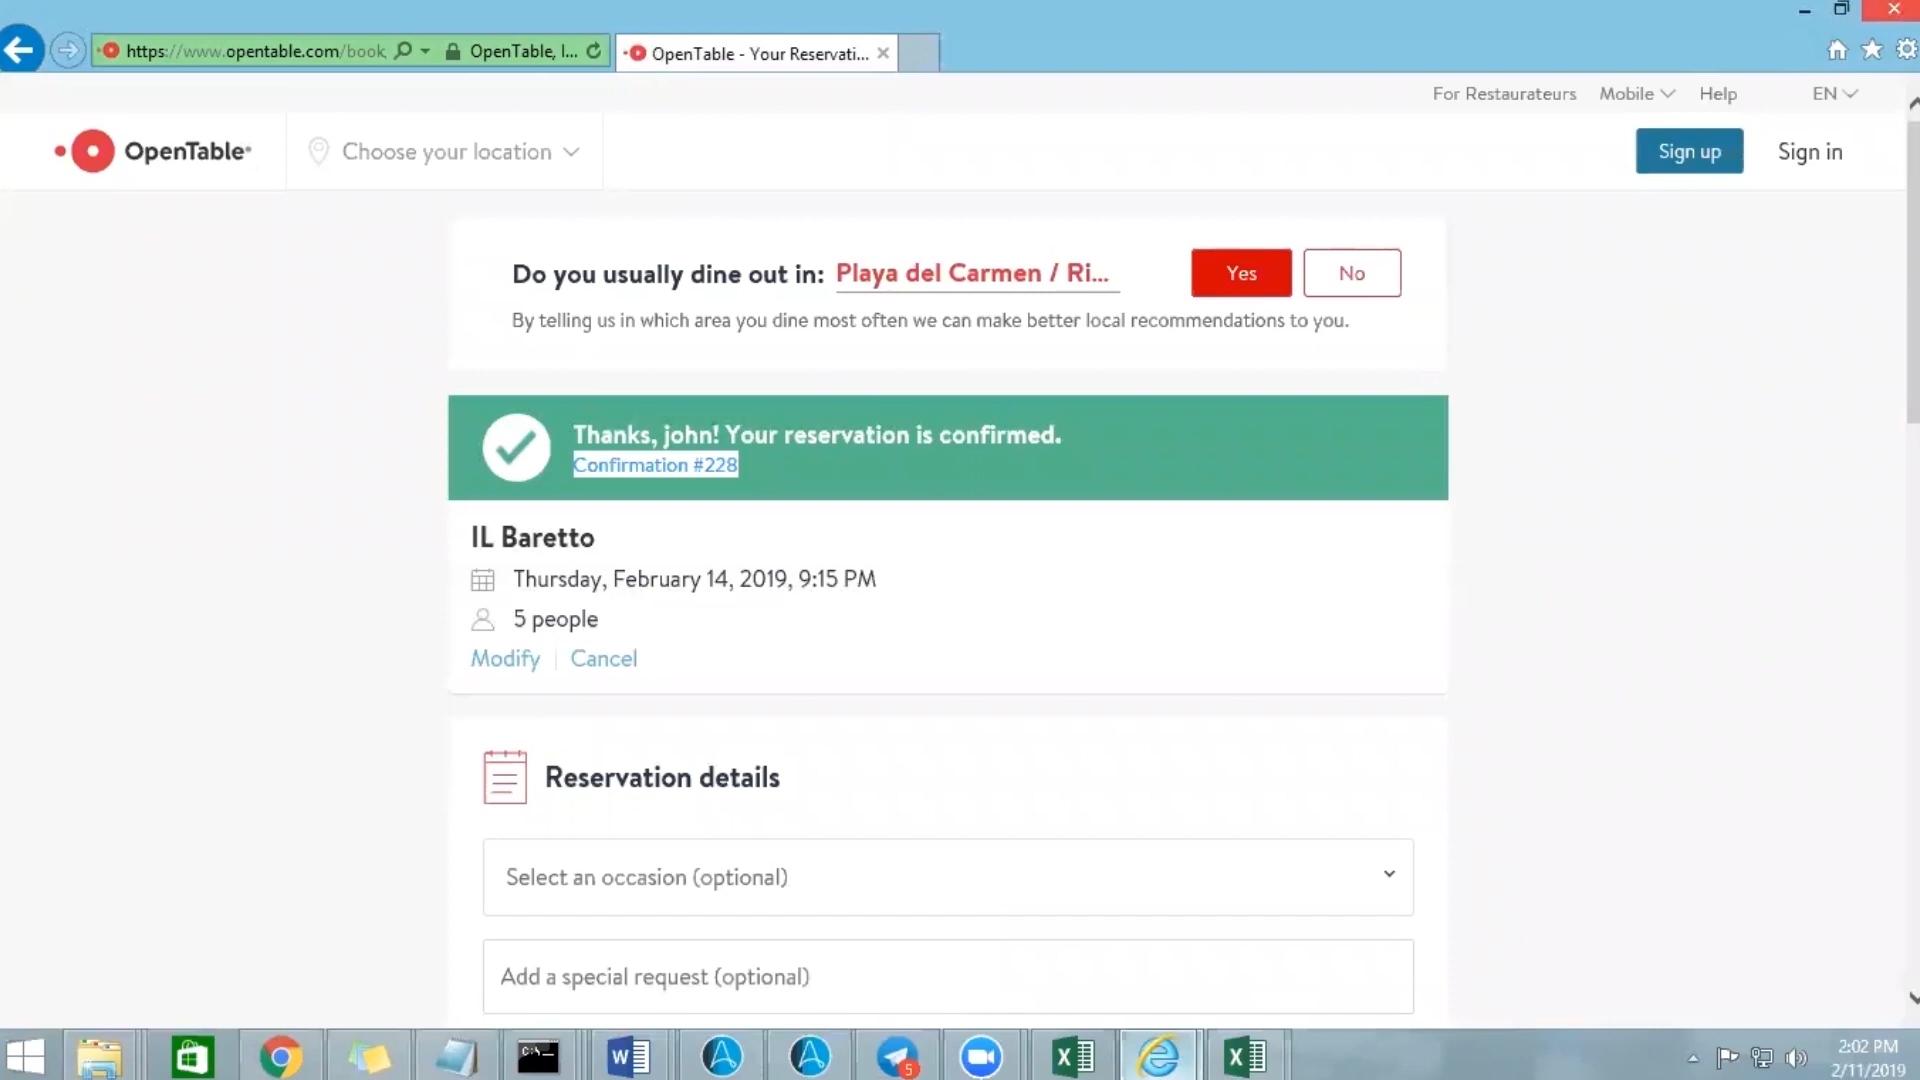 https://www.opentable.com/book
OpenTable, I...
OpenTable - Your Reservati...
For Restaurateurs
Mobile
Help
EN
OpenTable
Choose your location
Sign up
Sign in
Do you usually dine out in: Playa del Carmen / Ri...
Yes
No
By telling us in which area you dine most often we can make better local recommendations to you.
Thanks, john! Your reservation is confirmed.
Confirmation #228
IL Baretto
Thursday, February 14, 2019, 9:15 PM
5 people
Modify
Cancel
Reservation details
Select an occasion (optional)
Add a special request (optional)
C:\_
W
5
X
X
2:02 PM
2/11/2019